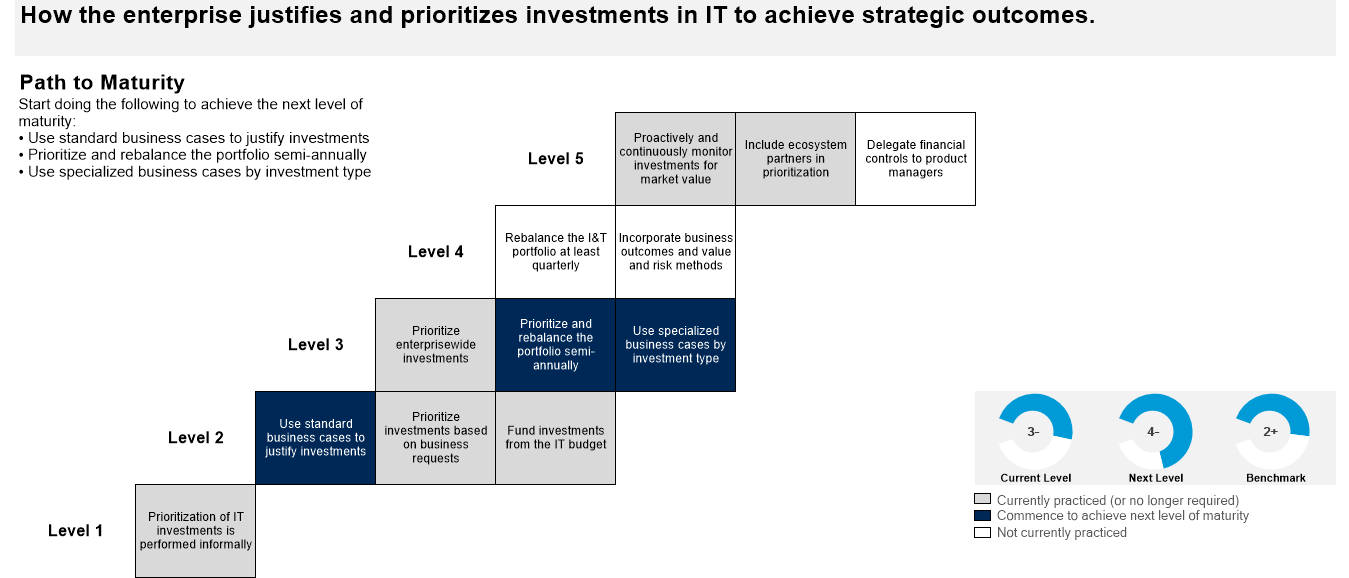 How the enterprise justifies and prioritizes investments in IT to achieve strategic outcomes.
Path to Maturity
Start doing the following to achieve the next level of
maturity:
• Use standard business cases to justify investments
• Prioritize and rebalance the portfolio semi-annually
• Use specialized business cases by investment type
Level 5
Proactively and
continuously monitor
investments for
market value
Include ecosystem
partners in
prioritization
Delegate financial
controls to product
managers
Level 4
Rebalance the I&T
portfolio at least
quarterly
Incorporate business
outcomes and value
and risk methods
Level 3
Prioritize
enterprisewide
investments
Prioritize and
rebalance the
portfolio semi-
annually
Use specialized
business cases by
investment type
Level 2
Use standard
business cases to
justify investments
Prioritize
investments based
on business
requests
Fund investments
from the IT budget
Level 1
Prioritization of IT
investments is
performed informally
3-
Current Level
4-
Next Level
2+
Benchmark
Currently practiced (or no longer required)
Commence to achieve next level of maturity
Not currently practiced